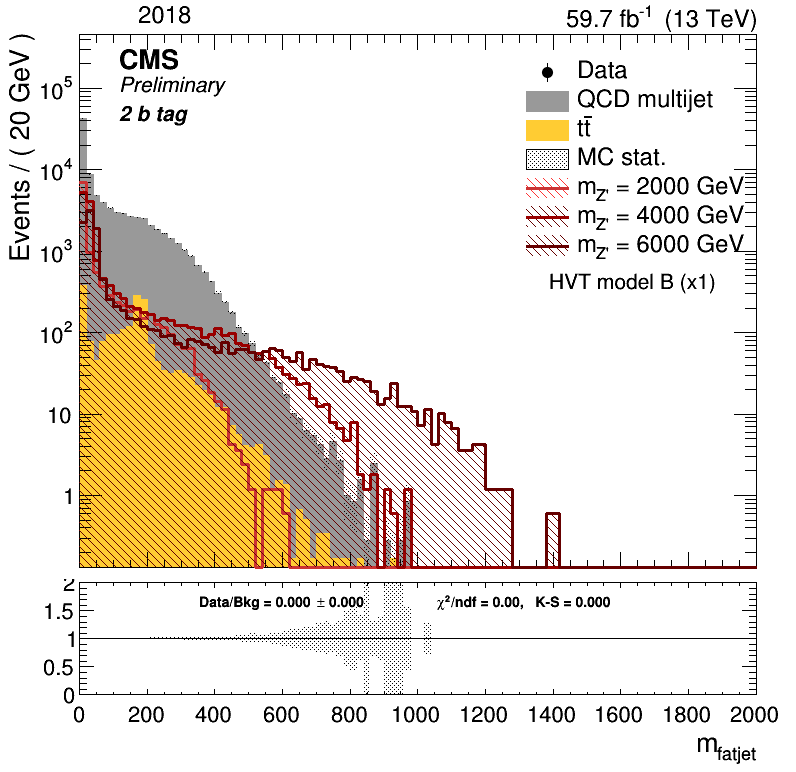 2018
59.7 fb⁻¹ (13 TeV)
CMS
Preliminary
2 b tag
Data
QCD multijet
tt̄
MC stat.
m_Z' = 2000 GeV
m_Z' = 4000 GeV
m_Z' = 6000 GeV
HVT model B (x1)
Events / ( 20 GeV )
10⁵
10⁴
10³
10²
10
1
Data/Bkg = 0.000 ± 0.000
χ²/ndf = 0.00, K-S = 0.000
2
1.5
1
0.5
0
0 200 400 600 800 1000 1200 1400 1600 1800 2000
m_fatjet